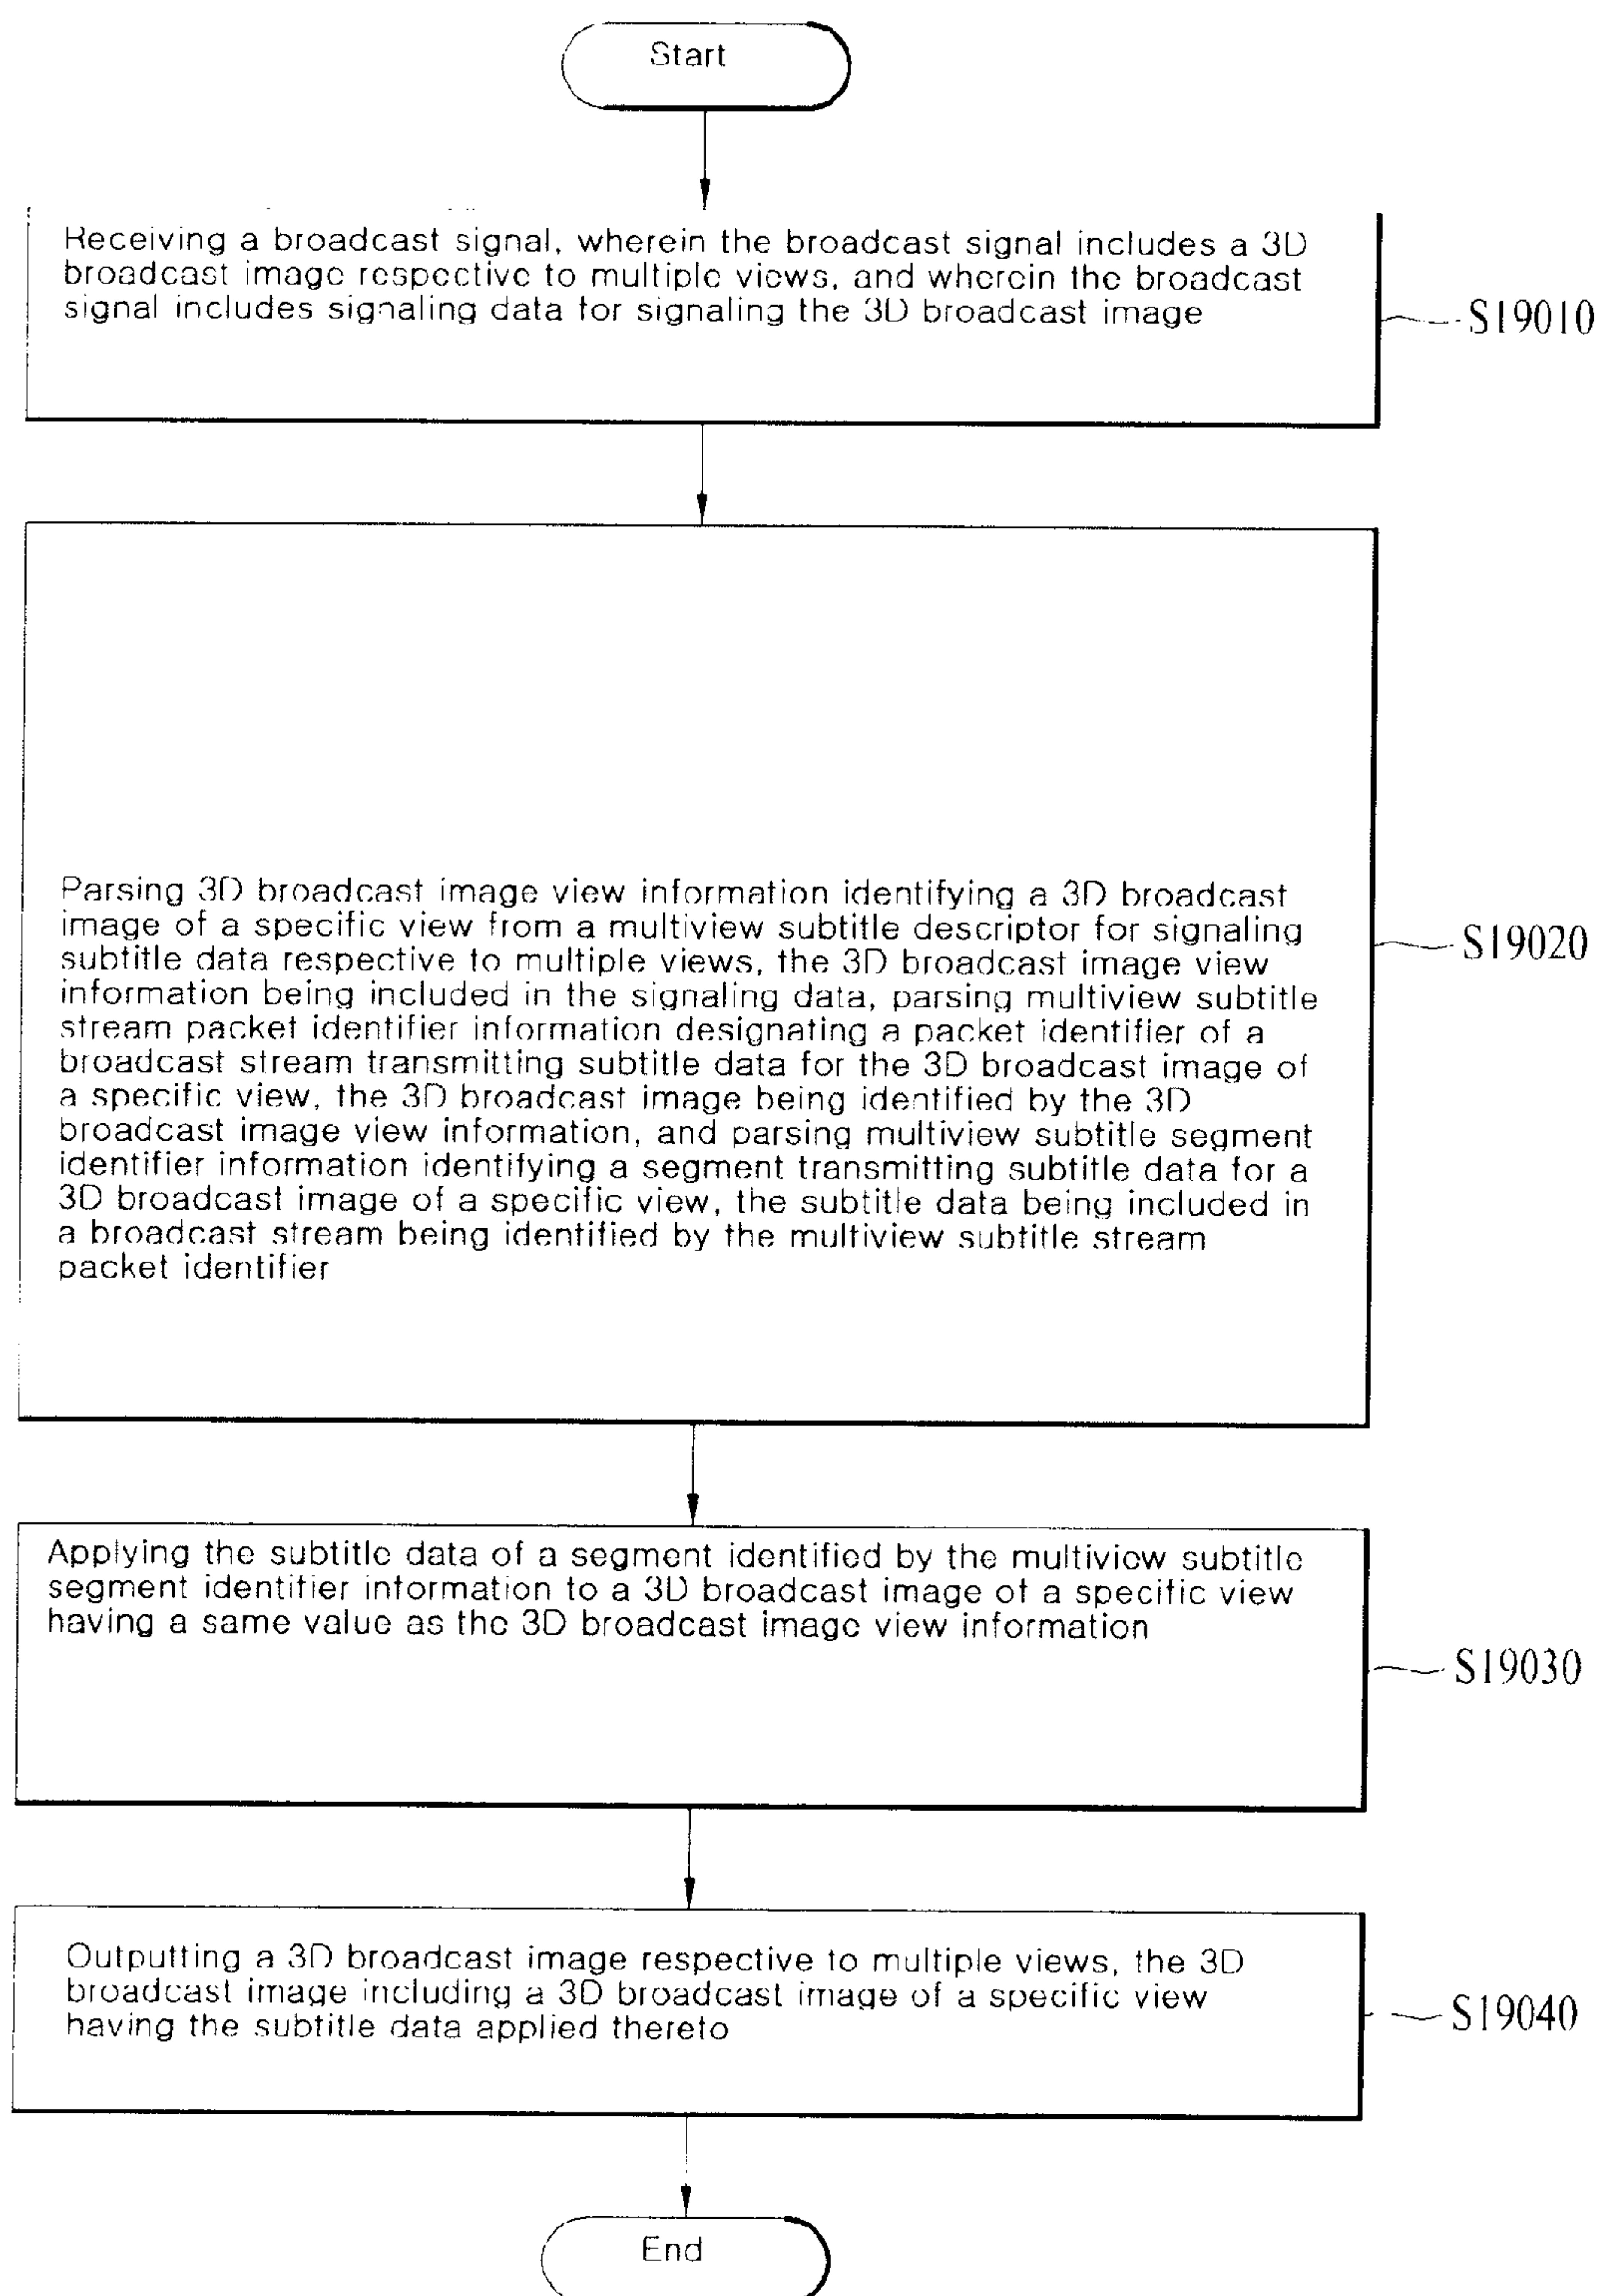 Start
Receiving a broadcast signal, wherein the broadcast signal includes a 3D
broadcast image respective to multiple views, and wherein the broadcast
signal includes signaling data for signaling the 3D broadcast image
S19010
Parsing 3D broadcast image view information identifying a 3D broadcast
image of a specific view from a multiview subtitle descriptor for signaling
subtitle data respective to multiple views, the 3D broadcast image view
information being included in the signaling data, parsing multiview subtitle
stream packet identifier information designating a packet identifier of a
broadcast stream transmitting subtitle data for the 3D broadcast image of
a specific view, the 3D broadcast image being identified by the 3D
broadcast image view information, and parsing multiview subtitle segment
identifier information identifying a segment transmitting subtitle data for a
3D broadcast image of a specific view, the subtitle data being included in
a broadcast stream being identified by the multiview subtitle stream
packet identifier
S19020
Applying the subtitle data of a segment identified by the multiview subtitle
segment identifier information to a 3D broadcast image of a specific view
having a same value as the 3D broadcast image view information
S19030
Outputting a 3D broadcast image respective to multiple views, the 3D
broadcast image including a 3D broadcast image of a specific view
having the subtitle data applied thereto
S19040
End